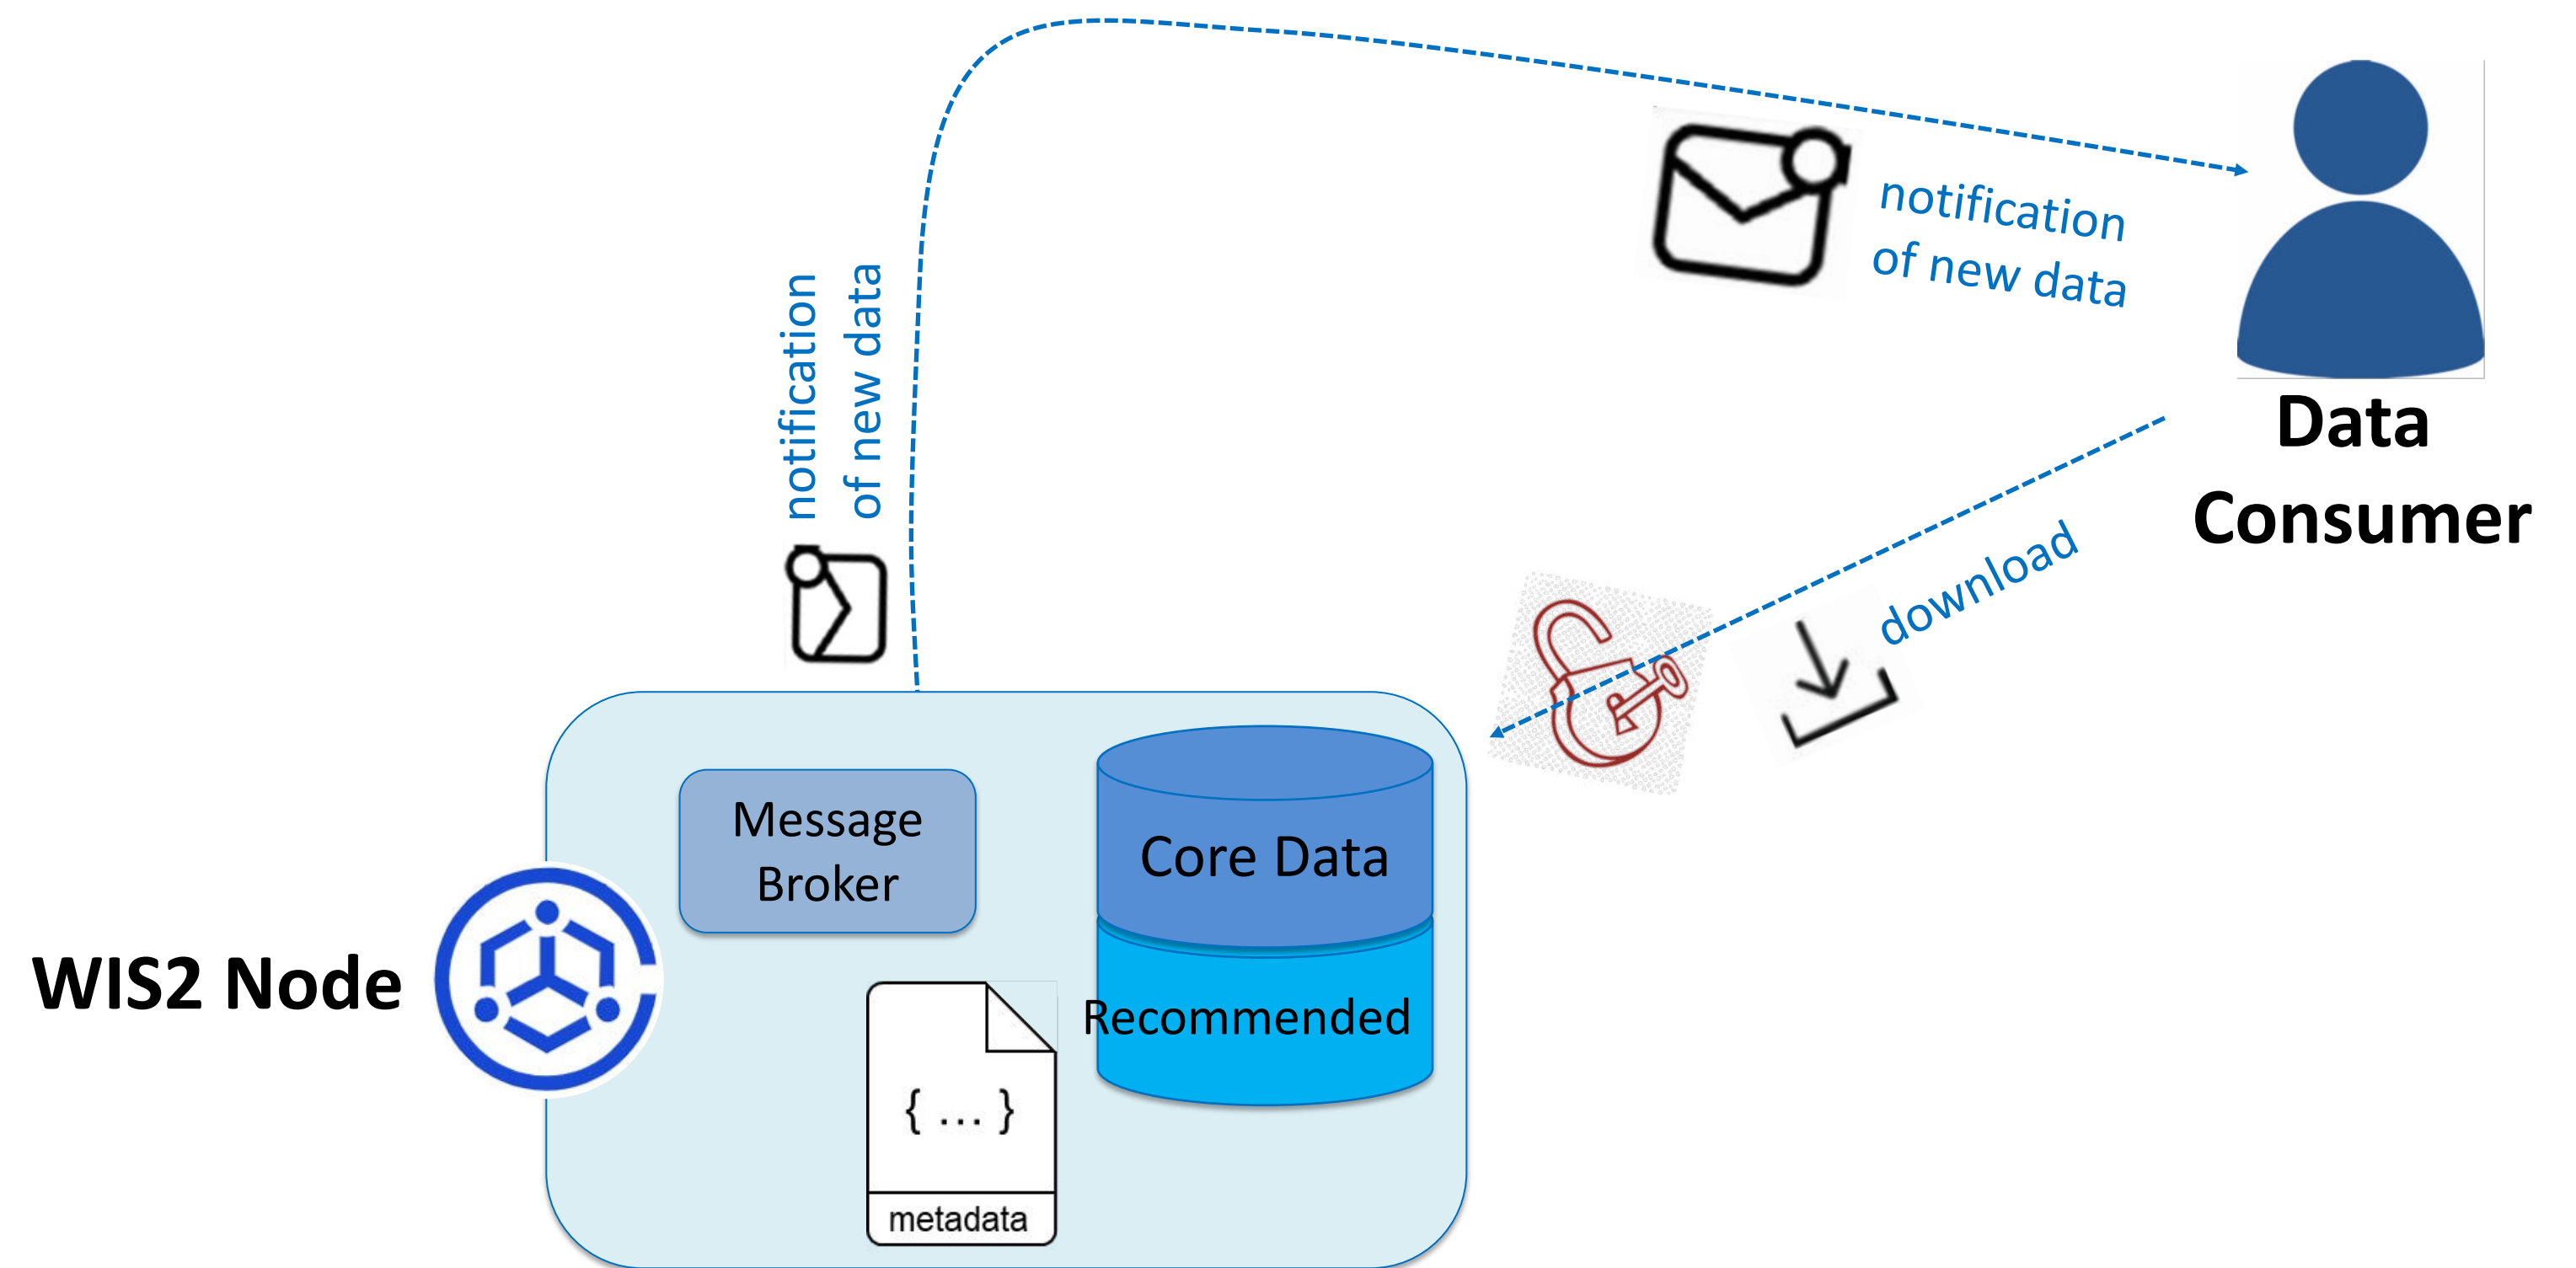 notification
of new data
notification
of new data
Data
Consumer
download
Message
Broker
Core Data
WIS2 Node
Recommended
{ ... }
metadata